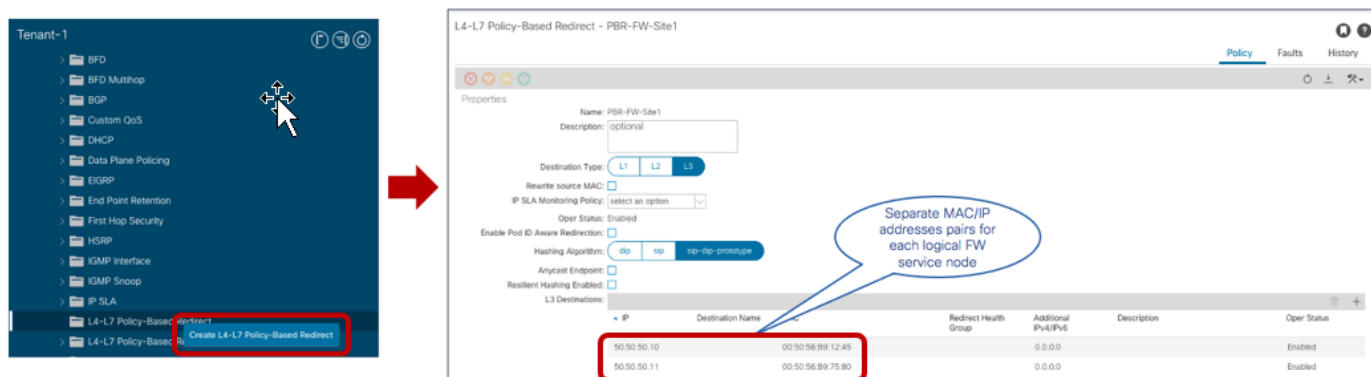 Tenant-1
BFD
BFD Multihop
BGP
Custom QoS
DHCP
Data Plane Policing
EIGRP
End Point Retention
First Hop Security
HSRP
IGMP Interface
IGMP Snoop
IP SLA
L4-L7 Policy-Based Redirect
Create L4-L7 Policy-Based Redirect
L4-L7 Policy-Based
L4-L7 Policy-Based Redirect - PBR-FW-Site1
Policy Faults History
Properties
Name: PBR-FW-Site1
Description: optional
Destination Type: L1 L2 L3
Rewrite source MAC:
IP SLA Monitoring Policy: select an option
Oper Status: Enabled
Enable Pod ID Aware Redirection:
Hashing Algorithm: dip sip sip-dip-prototype
Anycast Endpoint:
Resilient Hashing Enabled:
L3 Destinations:
Separate MAC/IP
addresses pairs for
each logical FW
service node
IP Destination Name Redirect Health Group Additional IPv4/IPv6 Description Oper Status
50.50.50.10 00:50:56:B9:12:45 0.0.0.0 Enabled
50.50.50.11 00:50:56:B9:75:80 0.0.0.0 Enabled